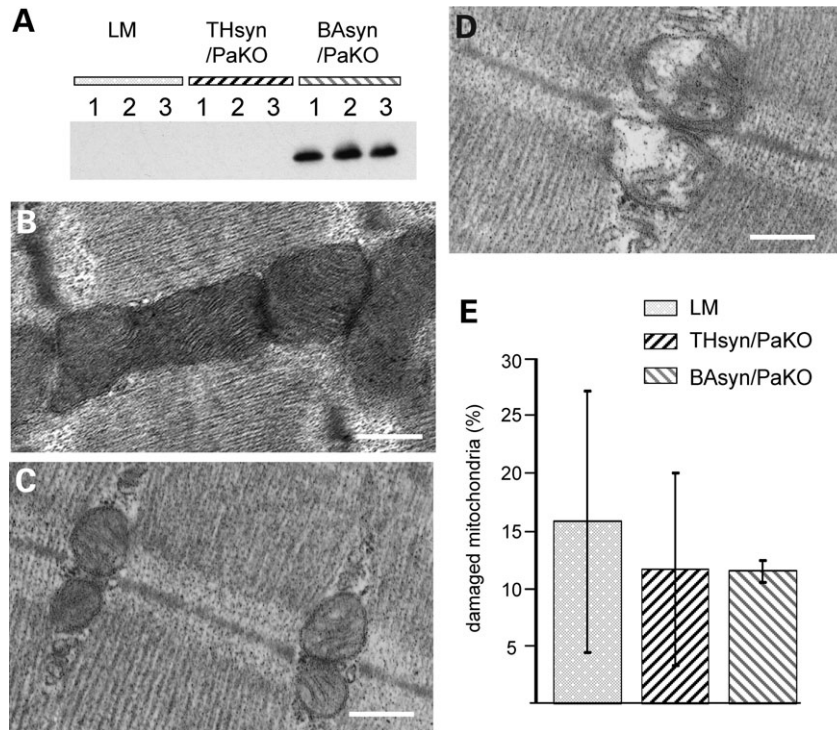 A
LM
THsyn
/PaKO
BAsyn
/PaKO
1 2 3 1 2 3 1 2 3
B
C
D
E
LM
THsyn/PaKO
BAsyn/PaKO
damaged mitochondria (%)
30
25
20
15
10
5